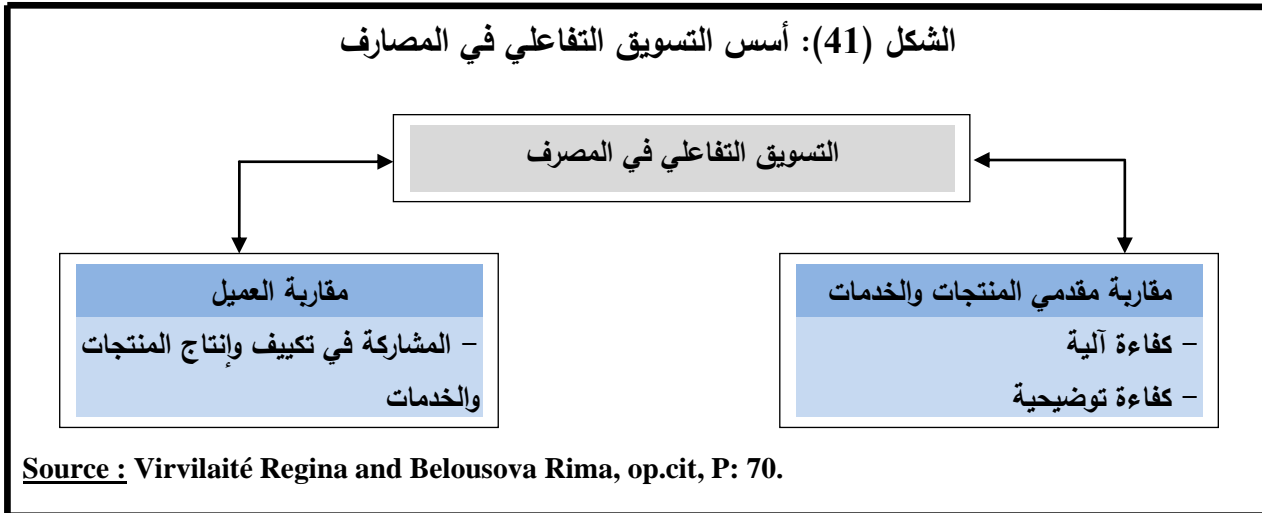 الشكل (41): أسس التسويق التفاعلي في المصارف
التسويق التفاعلي في المصرف
مقاربة مقدمي المنتجات والخدمات
- كفاءة آلية
- كفاءة توضيحية
مقاربة العميل
- المشاركة في تكييف وإنتاج المنتجات
والخدمات
Source : Virvilaité Regina and Belousova Rima, op.cit, P: 70.